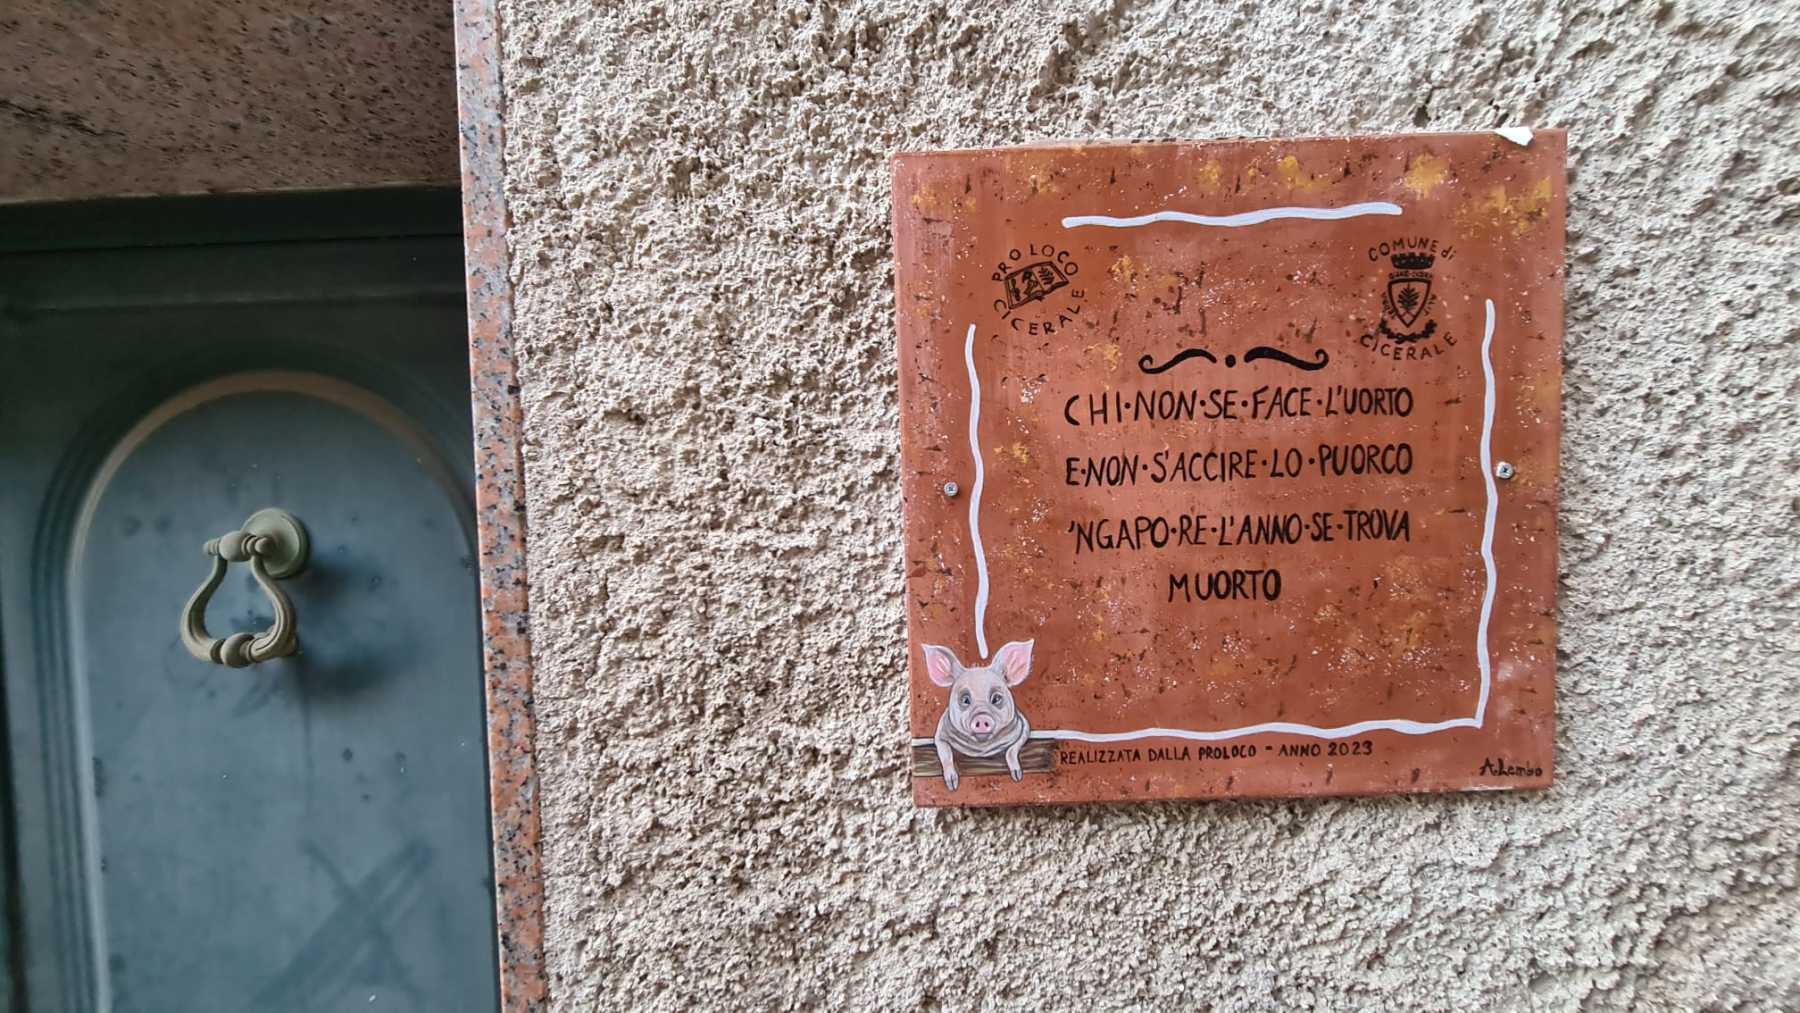 PRO LOCO
CICERALE
COMUNE di
CICERALE
CHI·NON·SE·FACE·L'UORTO
E·NON·S'ACCIRE·LO·PUORCO
'NGAPO·RE·L'ANNO·SE·TROVA
MUORTO
REALIZZATA DALLA PROLOCO - ANNO 2023
A.Lembo